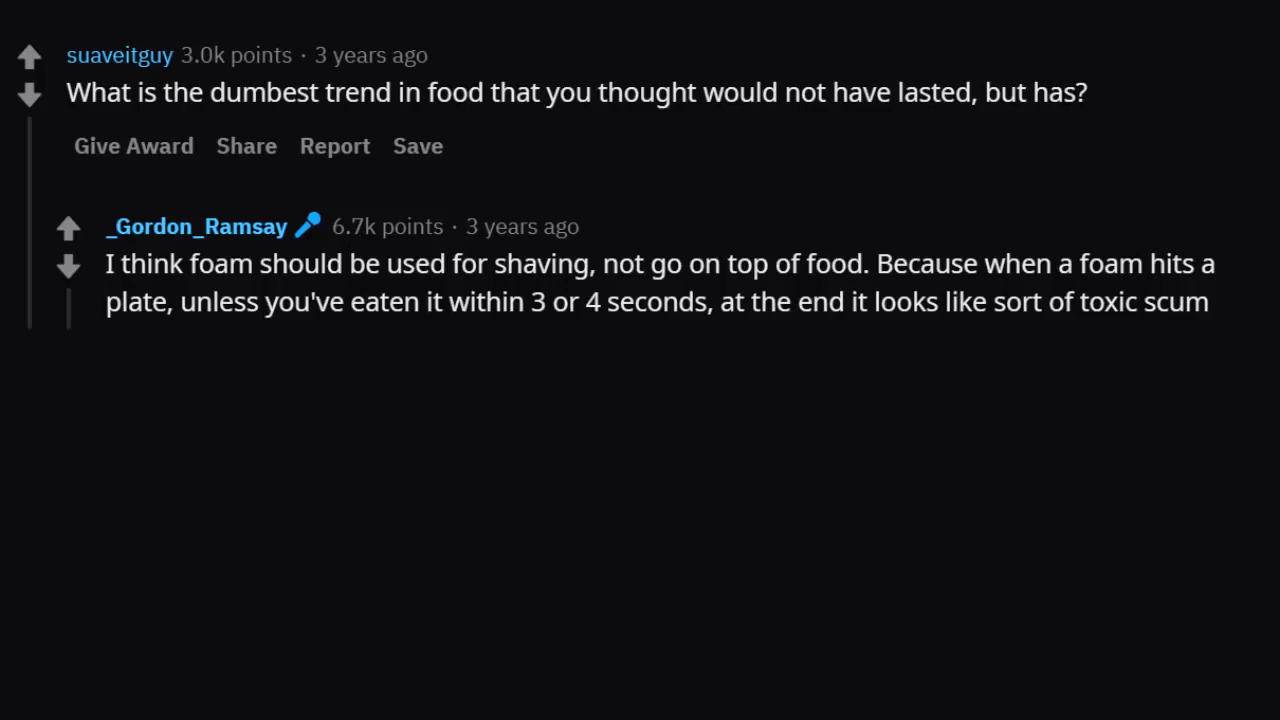 suaveitguy 3.0k points · 3 years ago
What is the dumbest trend in food that you thought would not have lasted, but has?
Give Award Share Report Save
_Gordon_Ramsay 6.7k points · 3 years ago
I think foam should be used for shaving, not go on top of food. Because when a foam hits a
plate, unless you've eaten it within 3 or 4 seconds, at the end it looks like sort of toxic scum